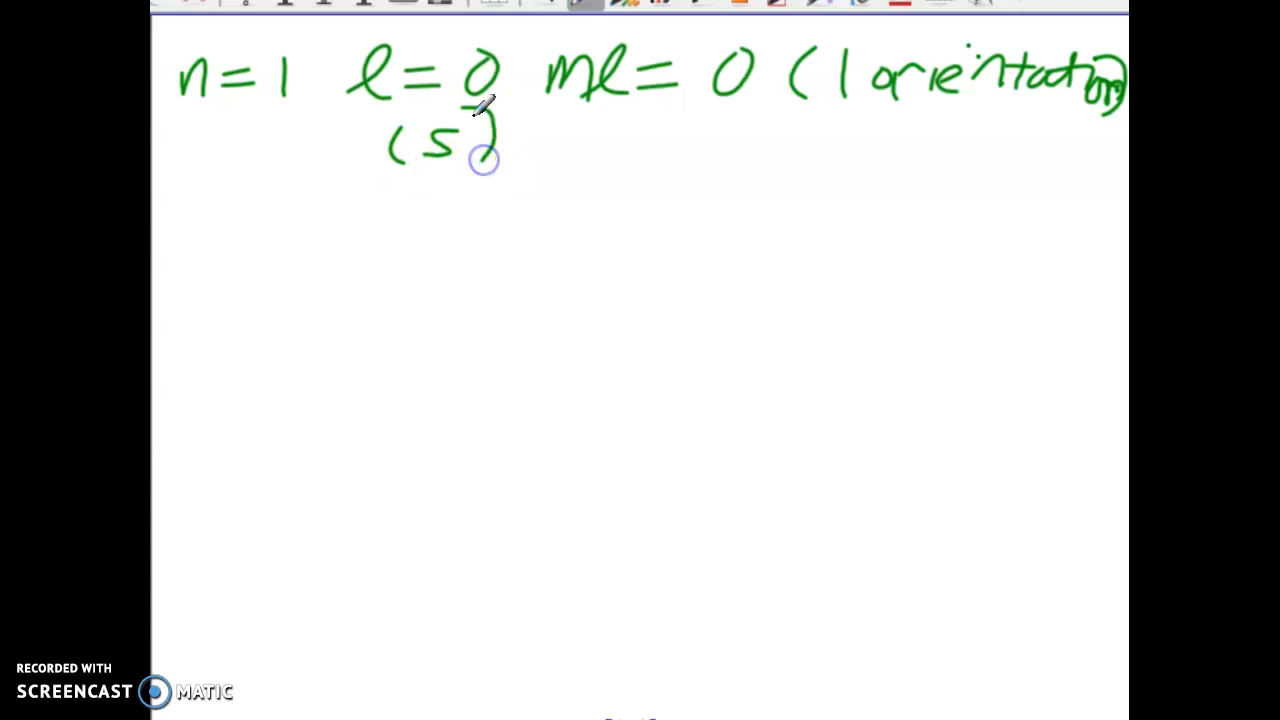 n = 1 l = 0 ml = 0 (1 orientation)
(s)
RECORDED WITH
SCREENCAST MATIC